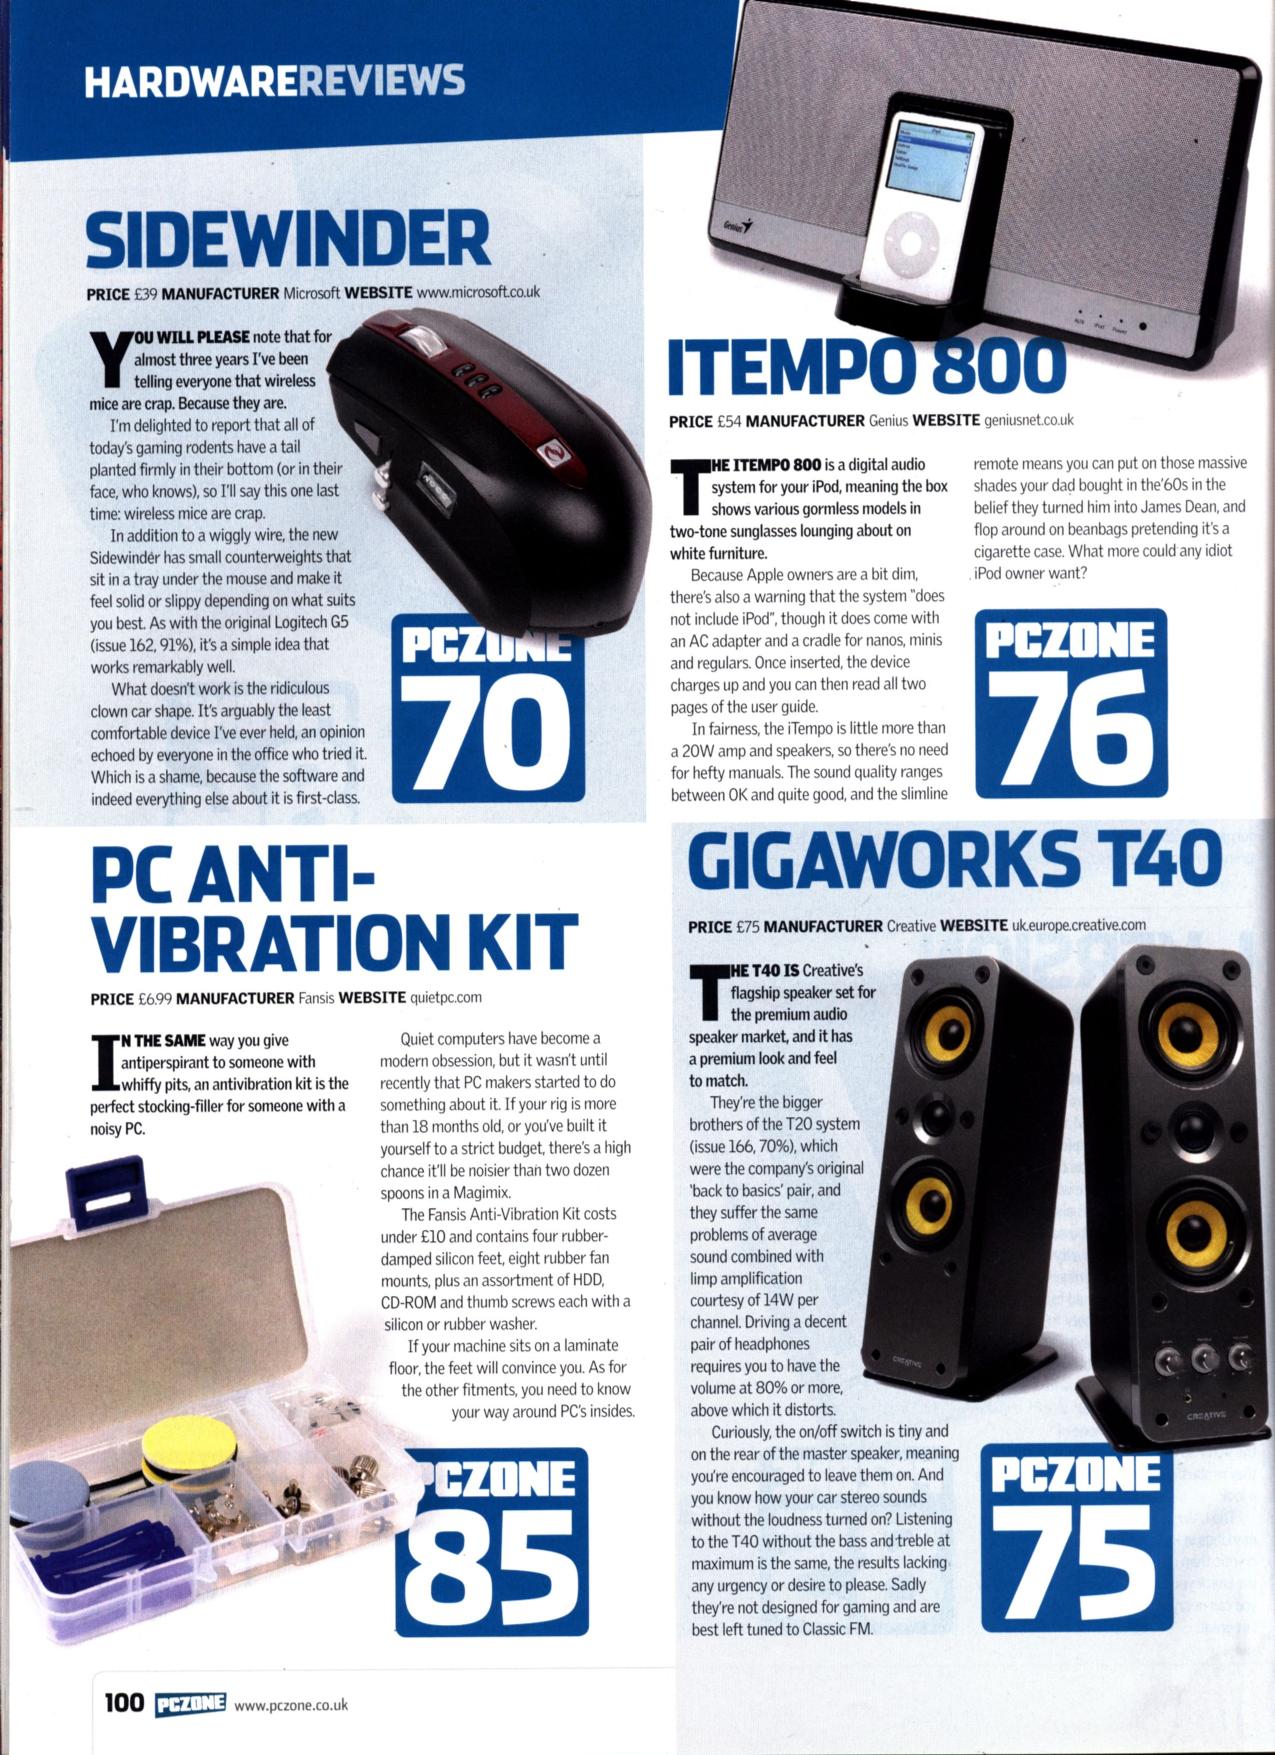 HARDWAREREVIEWS
SIDEWINDER
PRICE £39 MANUFACTURER Microsoft WEBSITE www.microsoft.co.uk
YOU WILL PLEASE note that for
almost three years I've been
telling everyone that wireless
mice are crap. Because they are.
I'm delighted to report that all of
today's gaming rodents have a tail
planted firmly in their bottom (or in their
face, who knows), so I'll say this one last
time: wireless mice are crap.
In addition to a wiggly wire, the new
Sidewinder has small counterweights that
sit in a tray under the mouse and make it
feel solid or slippy depending on what suits
you best. As with the original Logitech G5
(issue 162, 91%), it's a simple idea that
works remarkably well.
What doesn't work is the ridiculous
clown car shape. It's arguably the least
comfortable device I've ever held, an opinion
echoed by everyone in the office who tried it.
Which is a shame, because the software and
indeed everything else about it is first-class.
PCZONE
70
Genius
AUX iPod Power
ITEMPO 800
PRICE £54 MANUFACTURER Genius WEBSITE geniusnet.co.uk
THE ITEMPO 800 is a digital audio
system for your iPod, meaning the box
shows various gormless models in
two-tone sunglasses lounging about on
white furniture.
Because Apple owners are a bit dim,
there's also a warning that the system "does
not include iPod", though it does come with
an AC adapter and a cradle for nanos, minis
and regulars. Once inserted, the device
charges up and you can then read all two
pages of the user guide.
In fairness, the iTempo is little more than
a 20W amp and speakers, so there's no need
for hefty manuals. The sound quality ranges
between OK and quite good, and the slimline
remote means you can put on those massive
shades your dad bought in the '60s in the
belief they turned him into James Dean, and
flop around on beanbags pretending it's a
cigarette case. What more could any idiot
iPod owner want?
PCZONE
76
PC ANTI-
VIBRATION KIT
PRICE £6.99 MANUFACTURER Fansis WEBSITE quietpc.com
IN THE SAME way you give
antiperspirant to someone with
whiffy pits, an antivibration kit is the
perfect stocking-filler for someone with a
noisy PC.
Quiet computers have become a
modern obsession, but it wasn't until
recently that PC makers started to do
something about it. If your rig is more
than 18 months old, or you've built it
yourself to a strict budget, there's a high
chance it'll be noisier than two dozen
spoons in a Magimix.
The Fansis Anti-Vibration Kit costs
under £10 and contains four rubber-
damped silicon feet, eight rubber fan
mounts, plus an assortment of HDD,
CD-ROM and thumb screws each with a
silicon or rubber washer.
If your machine sits on a laminate
floor, the feet will convince you. As for
the other fitments, you need to know
your way around PC's insides.
PCZONE
85
GIGAWORKS T40
PRICE £75 MANUFACTURER Creative WEBSITE uk.europe.creative.com
THE T40 IS Creative's
flagship speaker set for
the premium audio
speaker market, and it has
a premium look and feel
to match.
They're the bigger
brothers of the T20 system
(issue 166, 70%), which
were the company's original
'back to basics' pair, and
they suffer the same
problems of average
sound combined with
limp amplification
courtesy of 14W per
channel. Driving a decent
pair of headphones
requires you to have the
volume at 80% or more,
above which it distorts.
Curiously, the on/off switch is tiny and
on the rear of the master speaker, meaning
you're encouraged to leave them on. And
you know how your car stereo sounds
without the loudness turned on? Listening
to the T40 without the bass and treble at
maximum is the same, the results lacking
any urgency or desire to please. Sadly
they're not designed for gaming and are
best left tuned to Classic FM.
CREATIVE
CREATIVE
PCZONE
75
100 PCZONE www.pczone.co.uk